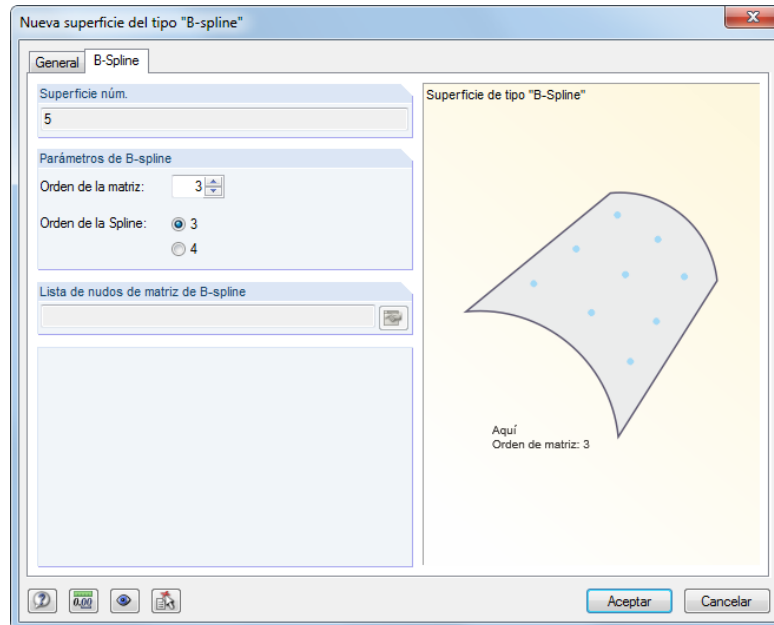 Nueva superficie del tipo "B-spline"
x
General B-Spline
Superficie núm.
5
Parámetros de B-spline
Orden de la matriz: 3
Orden de la Spline: 3
4
Lista de nudos de matriz de B-spline
Superficie de tipo "B-Spline"
Aquí
Orden de matriz: 3
0.00
Aceptar Cancelar